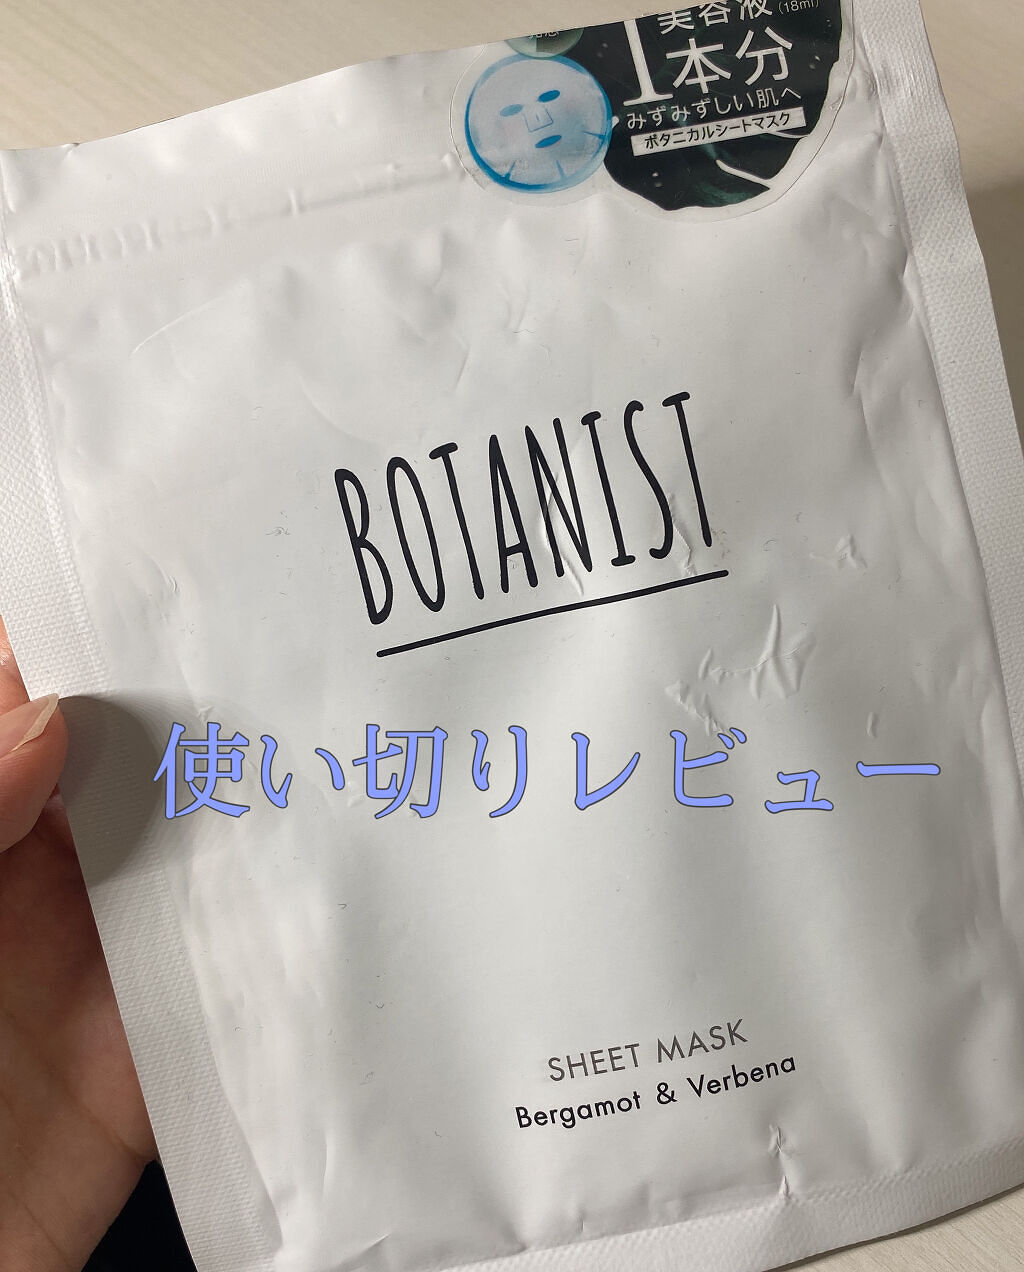 美容液(18ml)
1本分
みずみずしい肌へ
ボタニカルシートマスク
BOTANIST
使い切りレビュー
SHEET MASK
Bergamot & Verbena